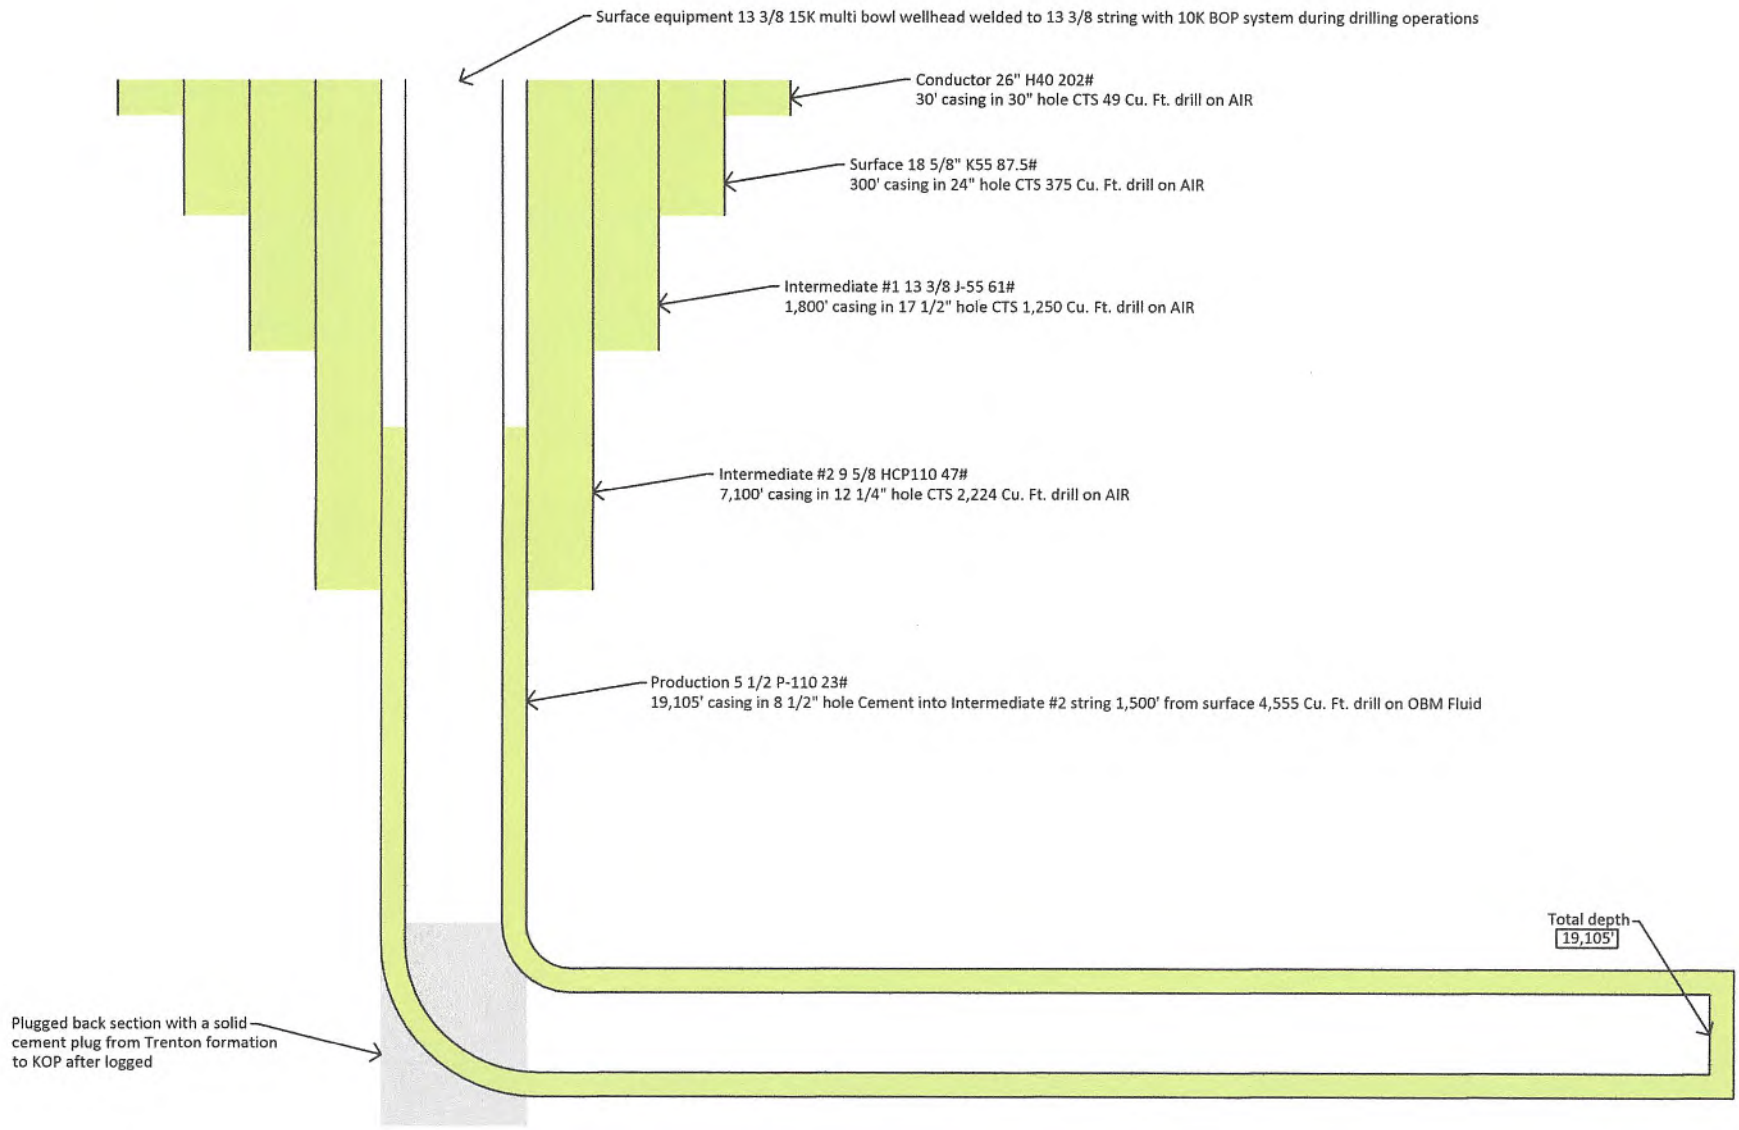 Surface equipment 13 3/8 15K multi bowl wellhead welded to 13 3/8 string with 10K BOP system during drilling operations
Conductor 26" H40 202#
30' casing in 30" hole CTS 49 Cu. Ft. drill on AIR
Surface 18 5/8" K55 87.5#
300' casing in 24" hole CTS 375 Cu. Ft. drill on AIR
Intermediate #1 13 3/8 J-55 61#
1,800' casing in 17 1/2" hole CTS 1,250 Cu. Ft. drill on AIR
Intermediate #2 9 5/8 HCP110 47#
7,100' casing in 12 1/4" hole CTS 2,224 Cu. Ft. drill on AIR
Production 5 1/2 P-110 23#
19,105' casing in 8 1/2" hole Cement into Intermediate #2 string 1,500' from surface 4,555 Cu. Ft. drill on OBM Fluid
Total depth
19,105'
Plugged back section with a solid
cement plug from Trenton formation
to KOP after logged